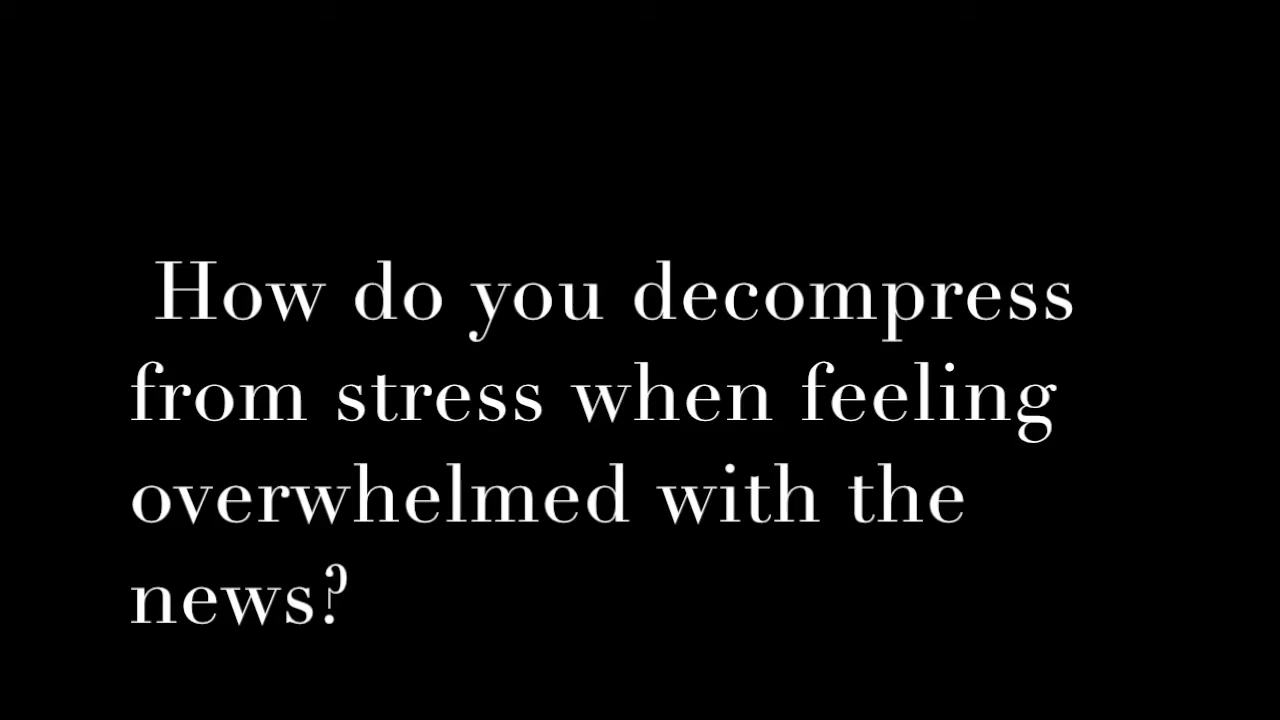 How do you decompress
from stress when feeling
overwhelmed with the
news?